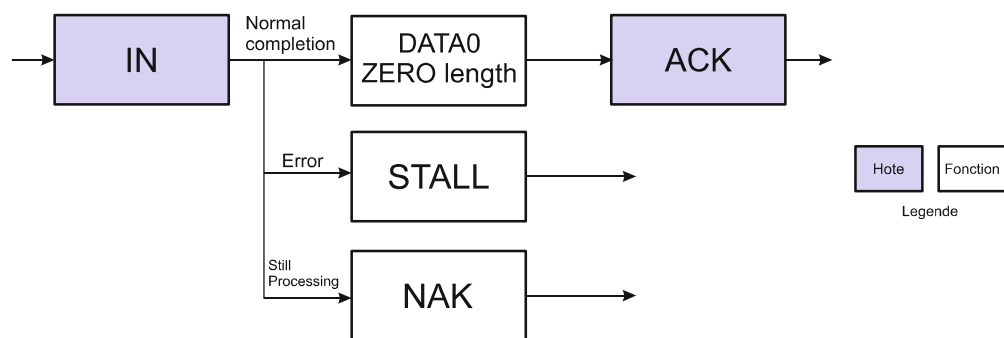 Normal
completion
IN
DATA0
ZERO length
ACK
Error
STALL
Hote
Fonction
Legende
Still
Processing
NAK